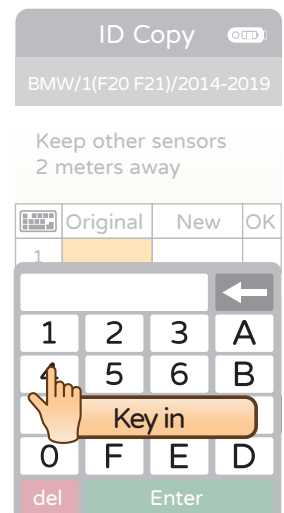 ID Copy
BMW/1(F20 F21)/2014-2019
Keep other sensors
2 meters away
Original New OK
1
1 2 3 A
4 5 6 B
Key in
0 F E D
del Enter